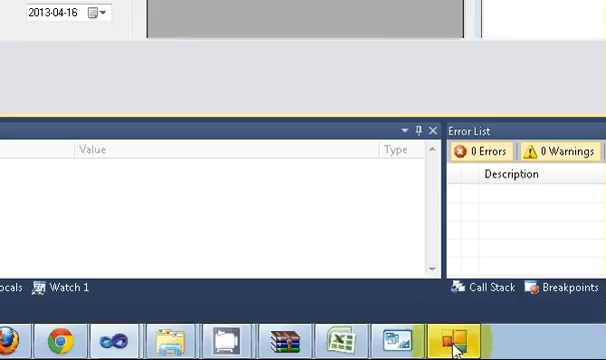 2013-04-16
Error List
Value
Type
0 Errors
0 Warnings
Description
ocals
Watch 1
Call Stack
Breakpoints